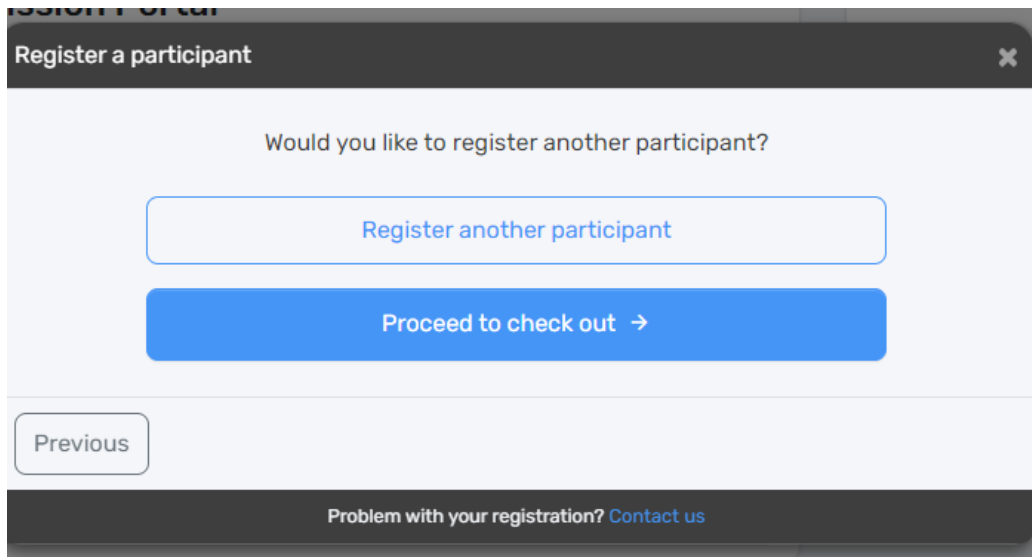 Register a participant
Would you like to register another participant?
Register another participant
Proceed to check out →
Previous
Problem with your registration? Contact us